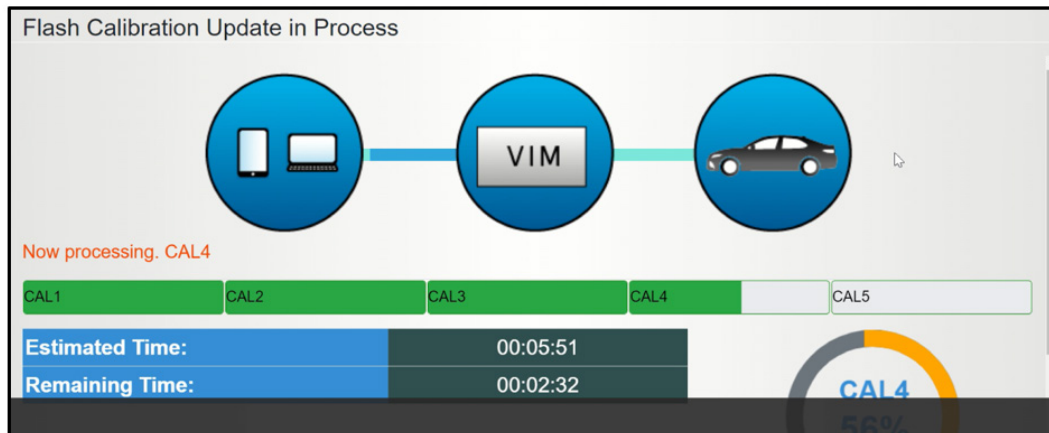 Flash Calibration Update in Process
VIM
Now processing. CAL4
CAL1 CAL2 CAL3 CAL4 CAL5
Estimated Time: 00:05:51
Remaining Time: 00:02:32
CAL4
56%